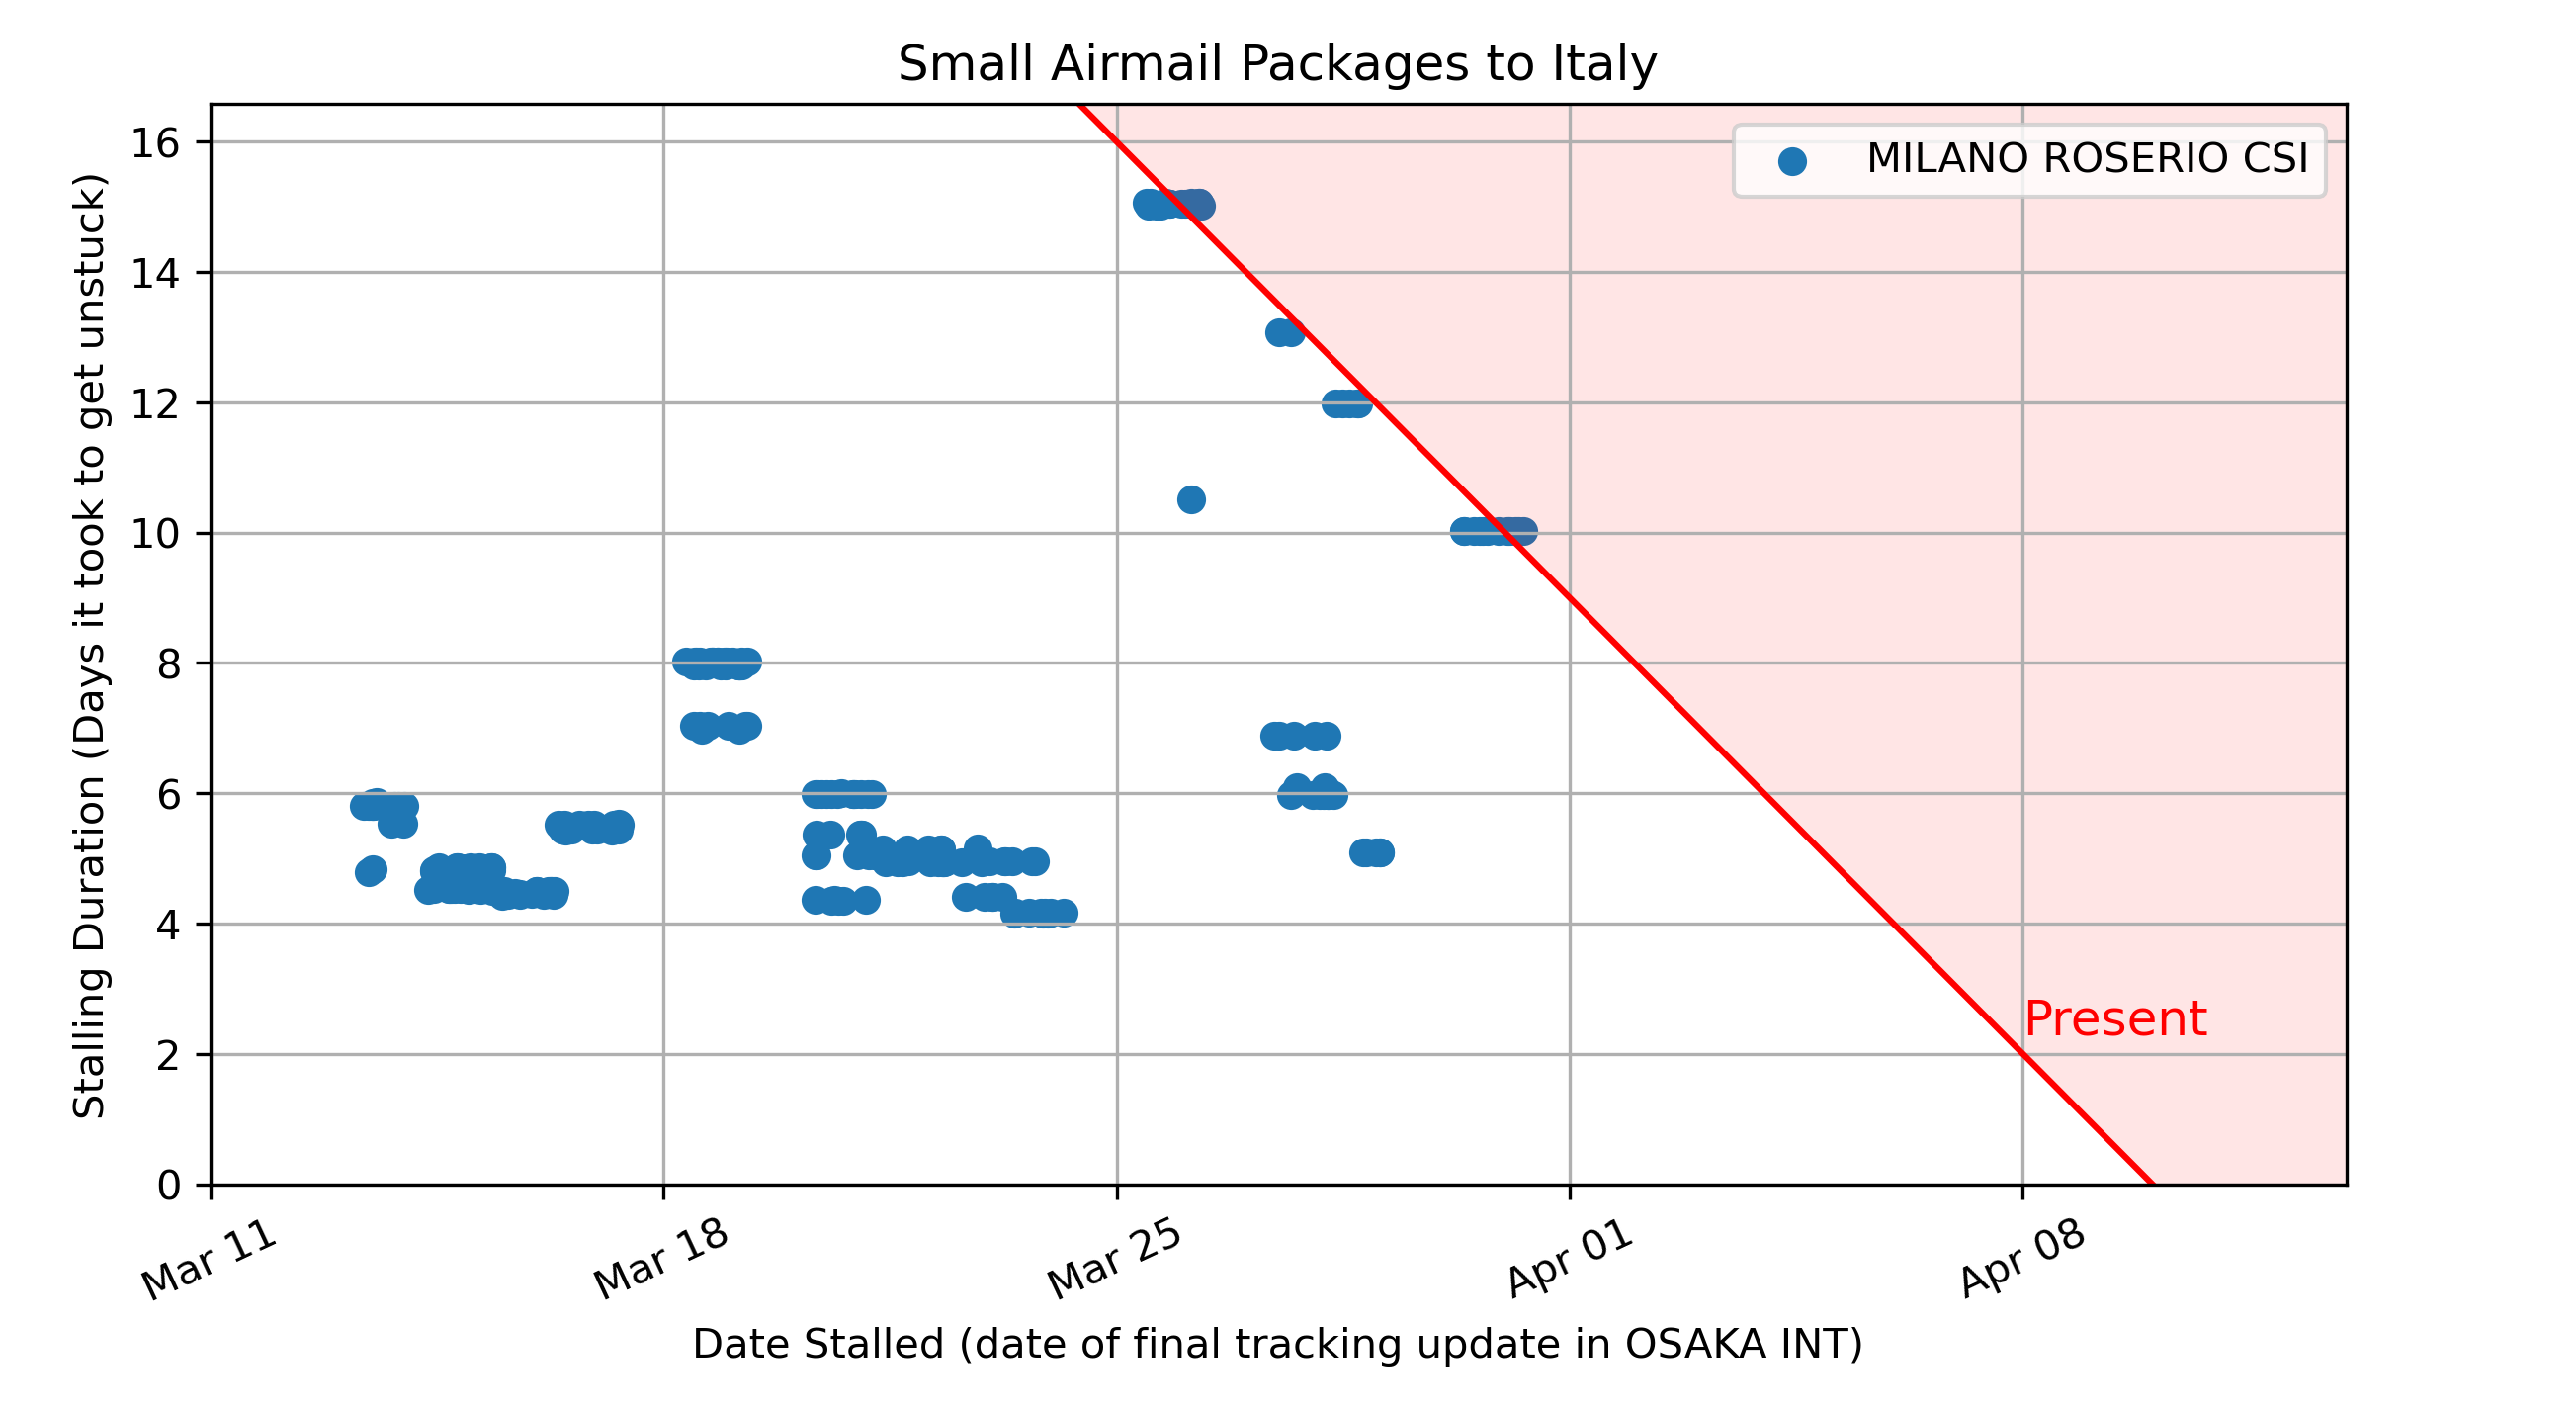 Small Airmail Packages to Italy
MILANO ROSERIO CSI
Stalling Duration (Days it took to get unstuck)
16
14
12
10
8
6
4
2
0
Present
Mar 11
Mar 18
Mar 25
Apr 01
Apr 08
Date Stalled (date of final tracking update in OSAKA INT)